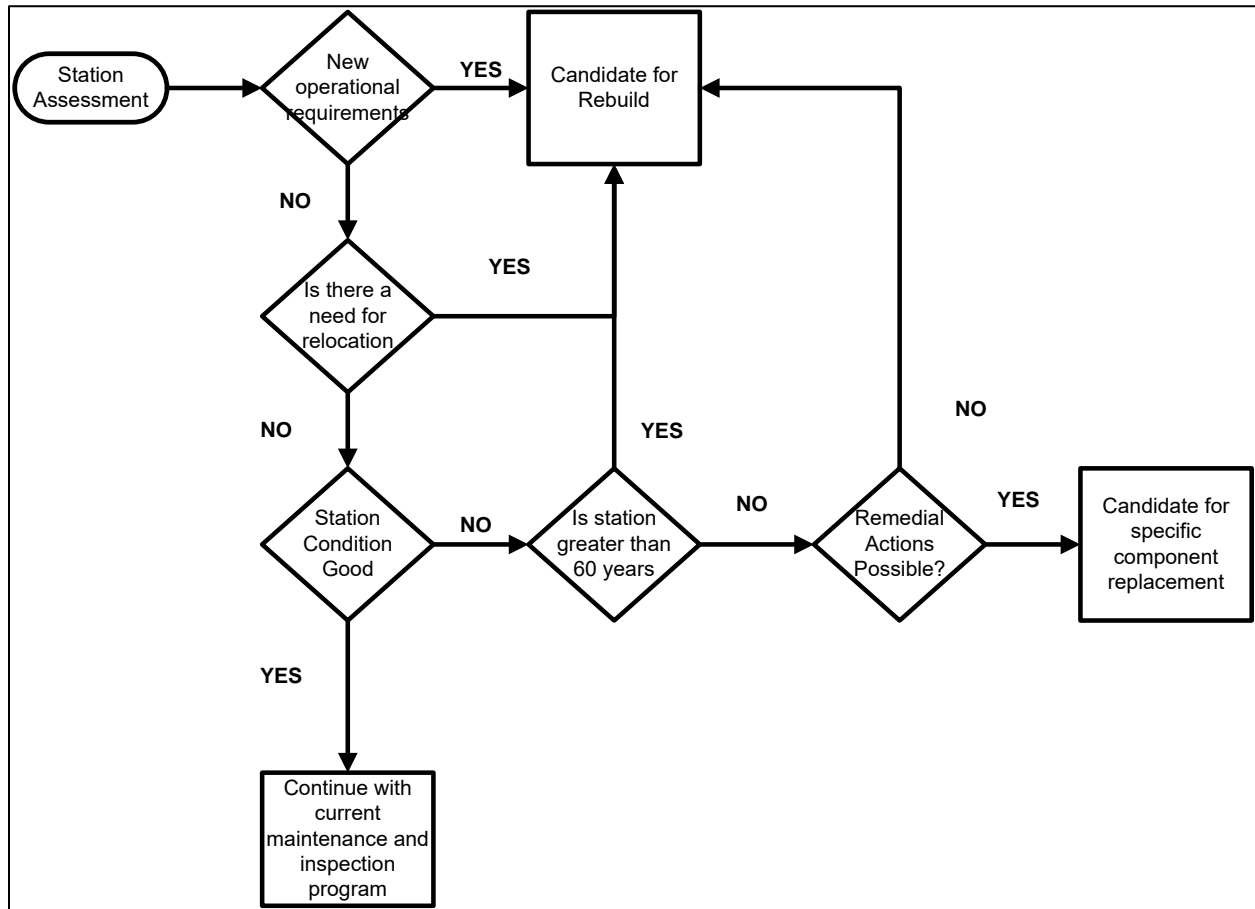 Station
Assessment
New
operational
requirements
YES
Candidate for
Rebuild
NO
Is there a
need for
relocation
YES
NO
Station
Condition
Good
NO
Is station
greater than
60 years
YES
NO
Remedial
Actions
Possible?
NO
YES
Candidate for
specific
component
replacement
YES
Continue with
current
maintenance and
inspection
program